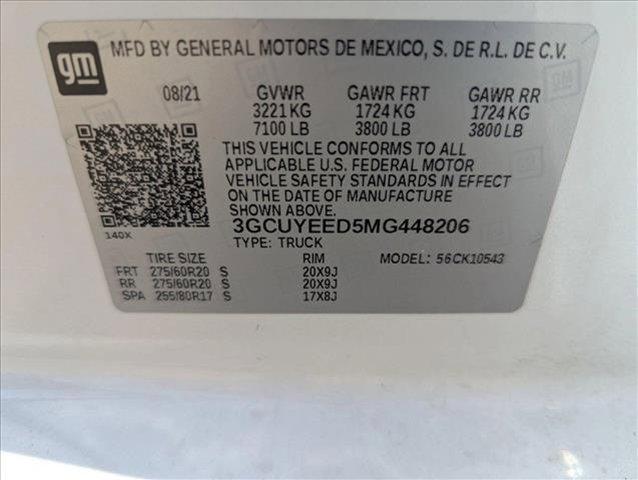 gm MFD BY GENERAL MOTORS DE MEXICO, S. DE R.L. DE C.V.
08/21 GVWR GAWR FRT GAWR RR
3221 KG 1724 KG 1724 KG
7100 LB 3800 LB 3800 LB
THIS VEHICLE CONFORMS TO ALL
APPLICABLE U.S. FEDERAL MOTOR
VEHICLE SAFETY STANDARDS IN EFFECT
ON THE DATE OF MANUFACTURE
SHOWN ABOVE.
3GCUYEED5MG448206
140X
TYPE: TRUCK
TIRE SIZE RIM MODEL: 56CK10543
FRT 275/60R20 S 20X9J
RR 275/60R20 S 20X9J
SPA 255/80R17 S 17X8J